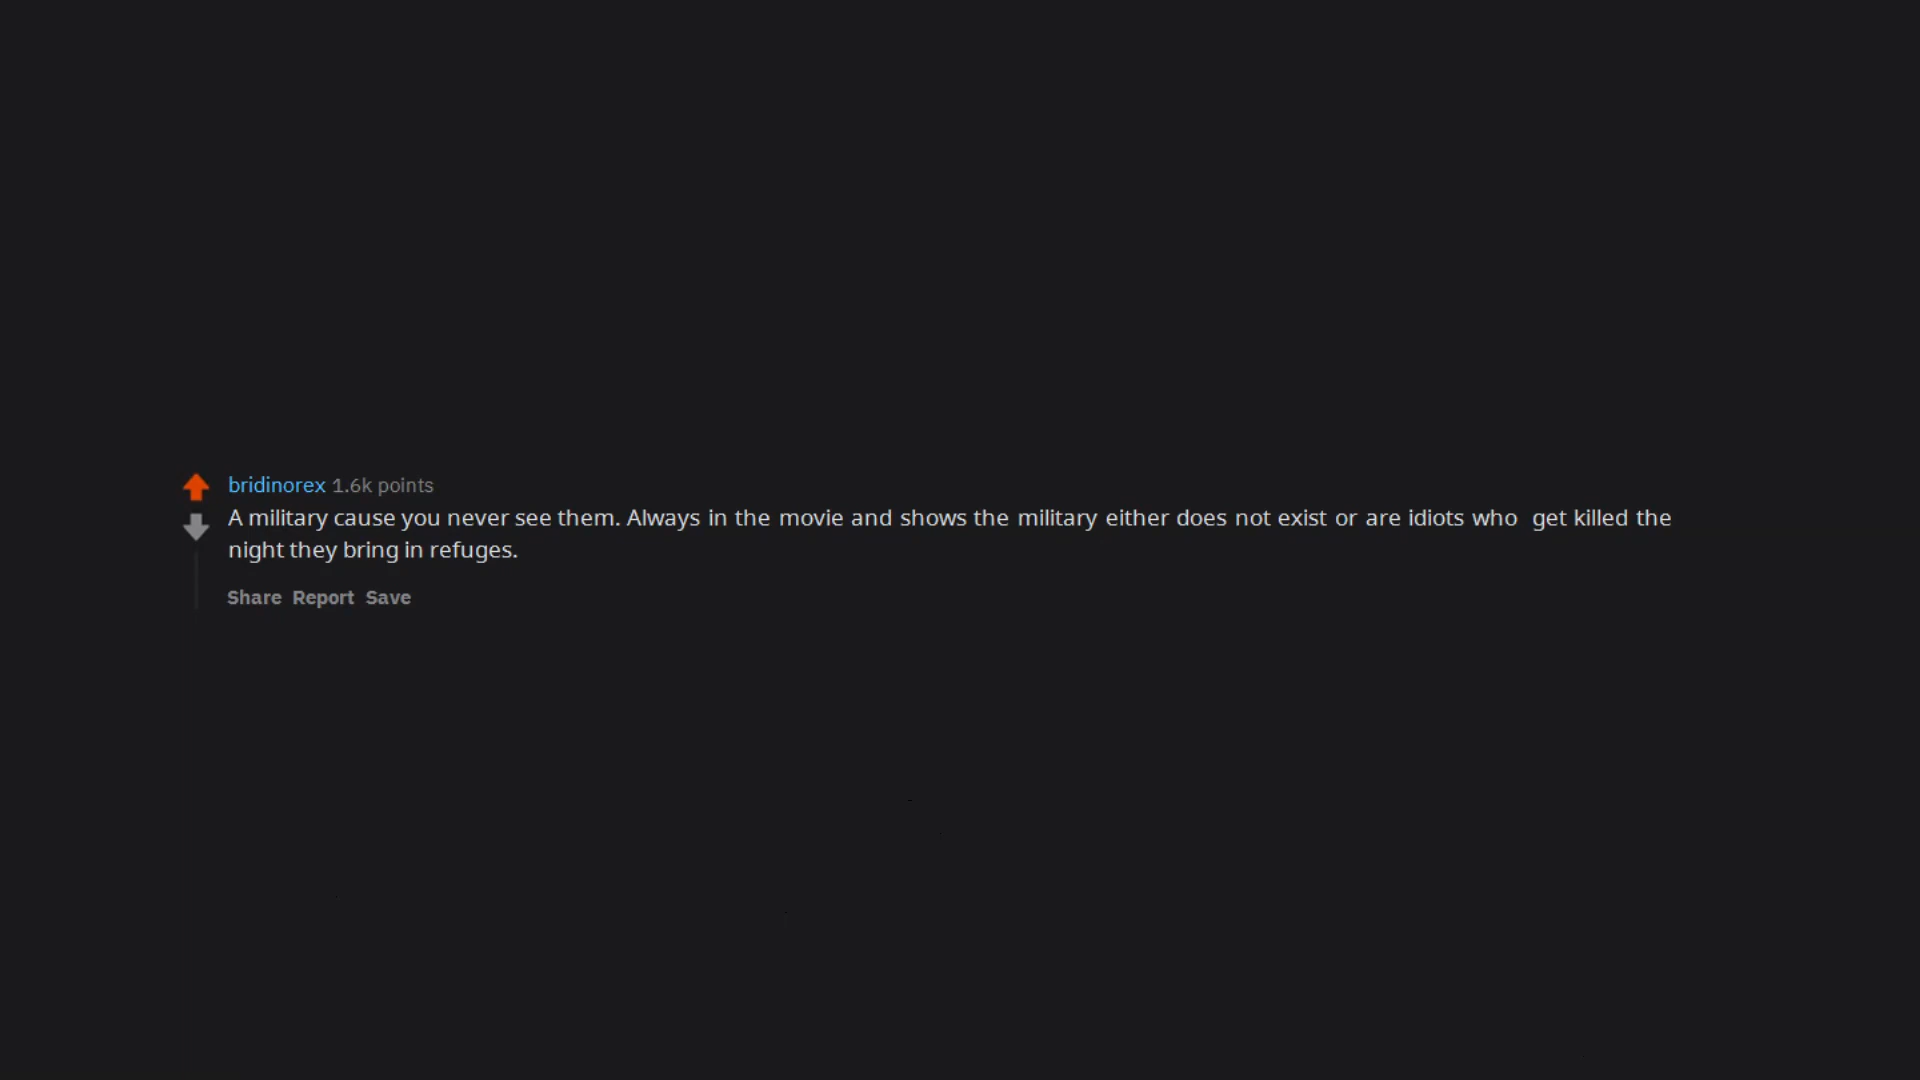 bridinorex 1.6k points
A military cause you never see them. Always in the movie and shows the military either does not exist or are idiots who  get killed the
night they bring in refuges.
Share Report Save